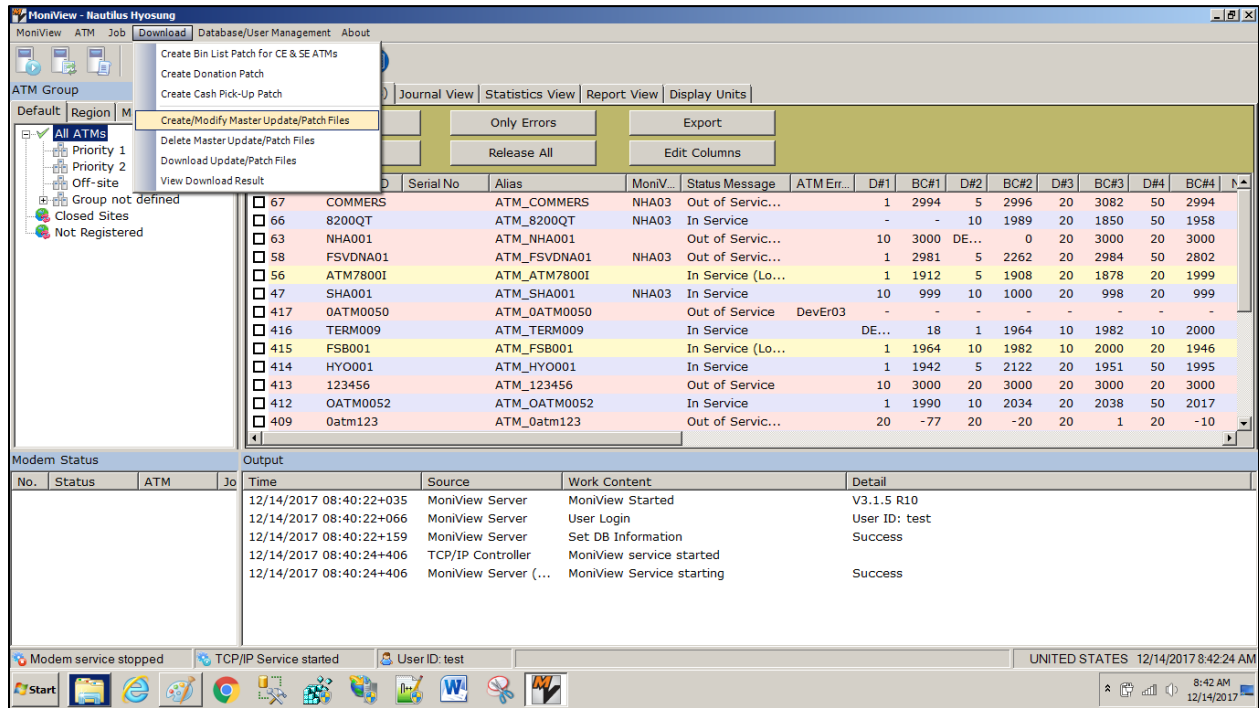 MoniView - Nautilus Hyosung
MoniView ATM Job Download Database/User Management About
Create Bin List Patch for CE & SE ATMs
Create Donation Patch
Create Cash Pick-Up Patch
Create/Modify Master Update/Patch Files
Delete Master Update/Patch Files
Download Update/Patch Files
View Download Result
ATM Group
Default Region M
All ATMs
Priority 1
Priority 2
Off-site
Group not defined
Closed Sites
Not Registered
Journal View Statistics View Report View Display Units
Only Errors Export
Release All Edit Columns
D Serial No Alias MoniV... Status Message ATM Err... D#1 BC#1 D#2 BC#2 D#3 BC#3 D#4 BC#4
67 COMMERS ATM_COMMERS NHA03 Out of Servic... 1 2994 5 2996 20 3082 50 2994
66 8200QT ATM_8200QT NHA03 In Service - - 10 1989 20 1850 50 1958
63 NHA001 ATM_NHA001 Out of Servic... 10 3000 DE... 0 20 3000 20 3000
58 FSVDNA01 ATM_FSVDNA01 NHA03 Out of Servic... 1 2981 5 2262 20 2984 50 2802
56 ATM7800I ATM_ATM7800I In Service (Lo... 1 1912 5 1908 20 1878 20 1999
47 SHA001 ATM_SHA001 NHA03 In Service 10 999 10 1000 20 998 20 999
417 0ATM0050 ATM_0ATM0050 Out of Service DevEr03 - - - - - - - -
416 TERM009 ATM_TERM009 In Service DE... 18 1 1964 10 1982 10 2000
415 FSB001 ATM_FSB001 In Service (Lo... 1 1964 10 1982 10 2000 20 1946
414 HYO001 ATM_HYO001 In Service 1 1942 5 2122 20 1951 50 1995
413 123456 ATM_123456 Out of Service 10 3000 20 3000 20 3000 20 3000
412 OATM0052 ATM_OATM0052 In Service 1 1990 10 2034 20 2038 50 2017
409 0atm123 ATM_0atm123 Out of Servic... 20 -77 20 -20 20 1 20 -10
Modem Status
No. Status ATM Jo
Output
Time Source Work Content Detail
12/14/2017 08:40:22+035 MoniView Server MoniView Started V3.1.5 R10
12/14/2017 08:40:22+066 MoniView Server User Login User ID: test
12/14/2017 08:40:22+159 MoniView Server Set DB Information Success
12/14/2017 08:40:24+406 TCP/IP Controller MoniView service started
12/14/2017 08:40:24+406 MoniView Server (... MoniView Service starting Success
Modem service stopped TCP/IP Service started User ID: test UNITED STATES 12/14/2017 8:42:24 AM
Start 8:42 AM
12/14/2017